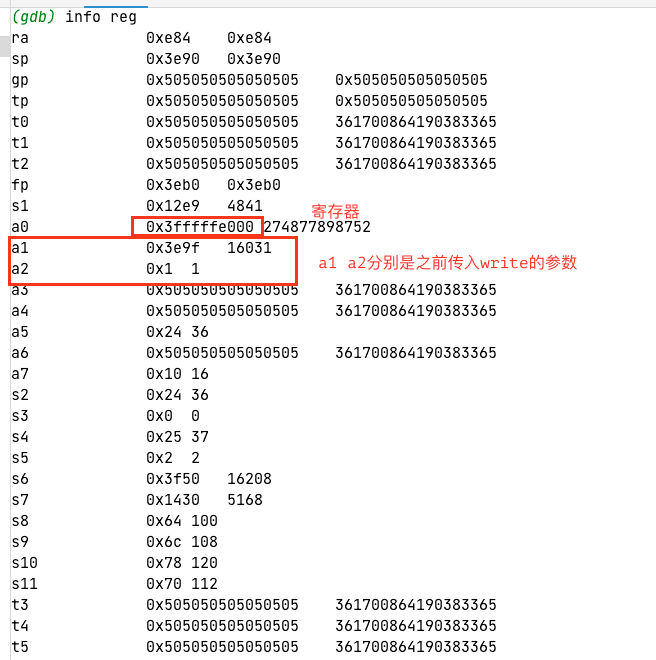 (gdb) info reg
ra 0xe84 0xe84
sp 0x3e90 0x3e90
gp 0x505050505050505 0x505050505050505
tp 0x505050505050505 0x505050505050505
t0 0x505050505050505 361700864190383365
t1 0x505050505050505 361700864190383365
t2 0x505050505050505 361700864190383365
fp 0x3eb0 0x3eb0
s1 0x12e9 4841
寄存器
a0 0x3fffffe000 274877898752
a1 0x3e9f 16031
a1 a2分别是之前传入write的参数
a2 0x1 1
a3 0x505050505050505 361700864190383365
a4 0x505050505050505 361700864190383365
a5 0x24 36
a6 0x505050505050505 361700864190383365
a7 0x10 16
s2 0x24 36
s3 0x0 0
s4 0x25 37
s5 0x2 2
s6 0x3f50 16208
s7 0x1430 5168
s8 0x64 100
s9 0x6c 108
s10 0x78 120
s11 0x70 112
t3 0x505050505050505 361700864190383365
t4 0x505050505050505 361700864190383365
t5 0x505050505050505 361700864190383365